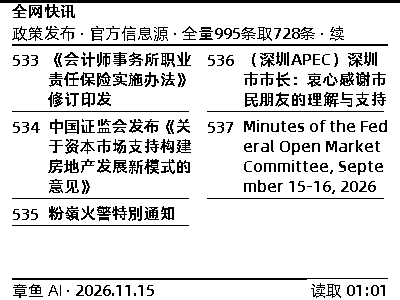 全网快讯
政策发布 · 官方信息源 · 全量995条取728条 · 续
533 《会计师事务所职业
责任保险实施办法》
修订印发
534 中国证监会发布《关
于资本市场支持构建
房地产发展新模式的
意见》
535 粉嶺火警特別通知
536 （深圳APEC）深圳
市市长：衷心感谢市
民朋友的理解与支持
537 Minutes of the Fed
eral Open Market
Committee, Septe
mber 15-16, 2026
章鱼 AI · 2026.11.15
读取 01:01